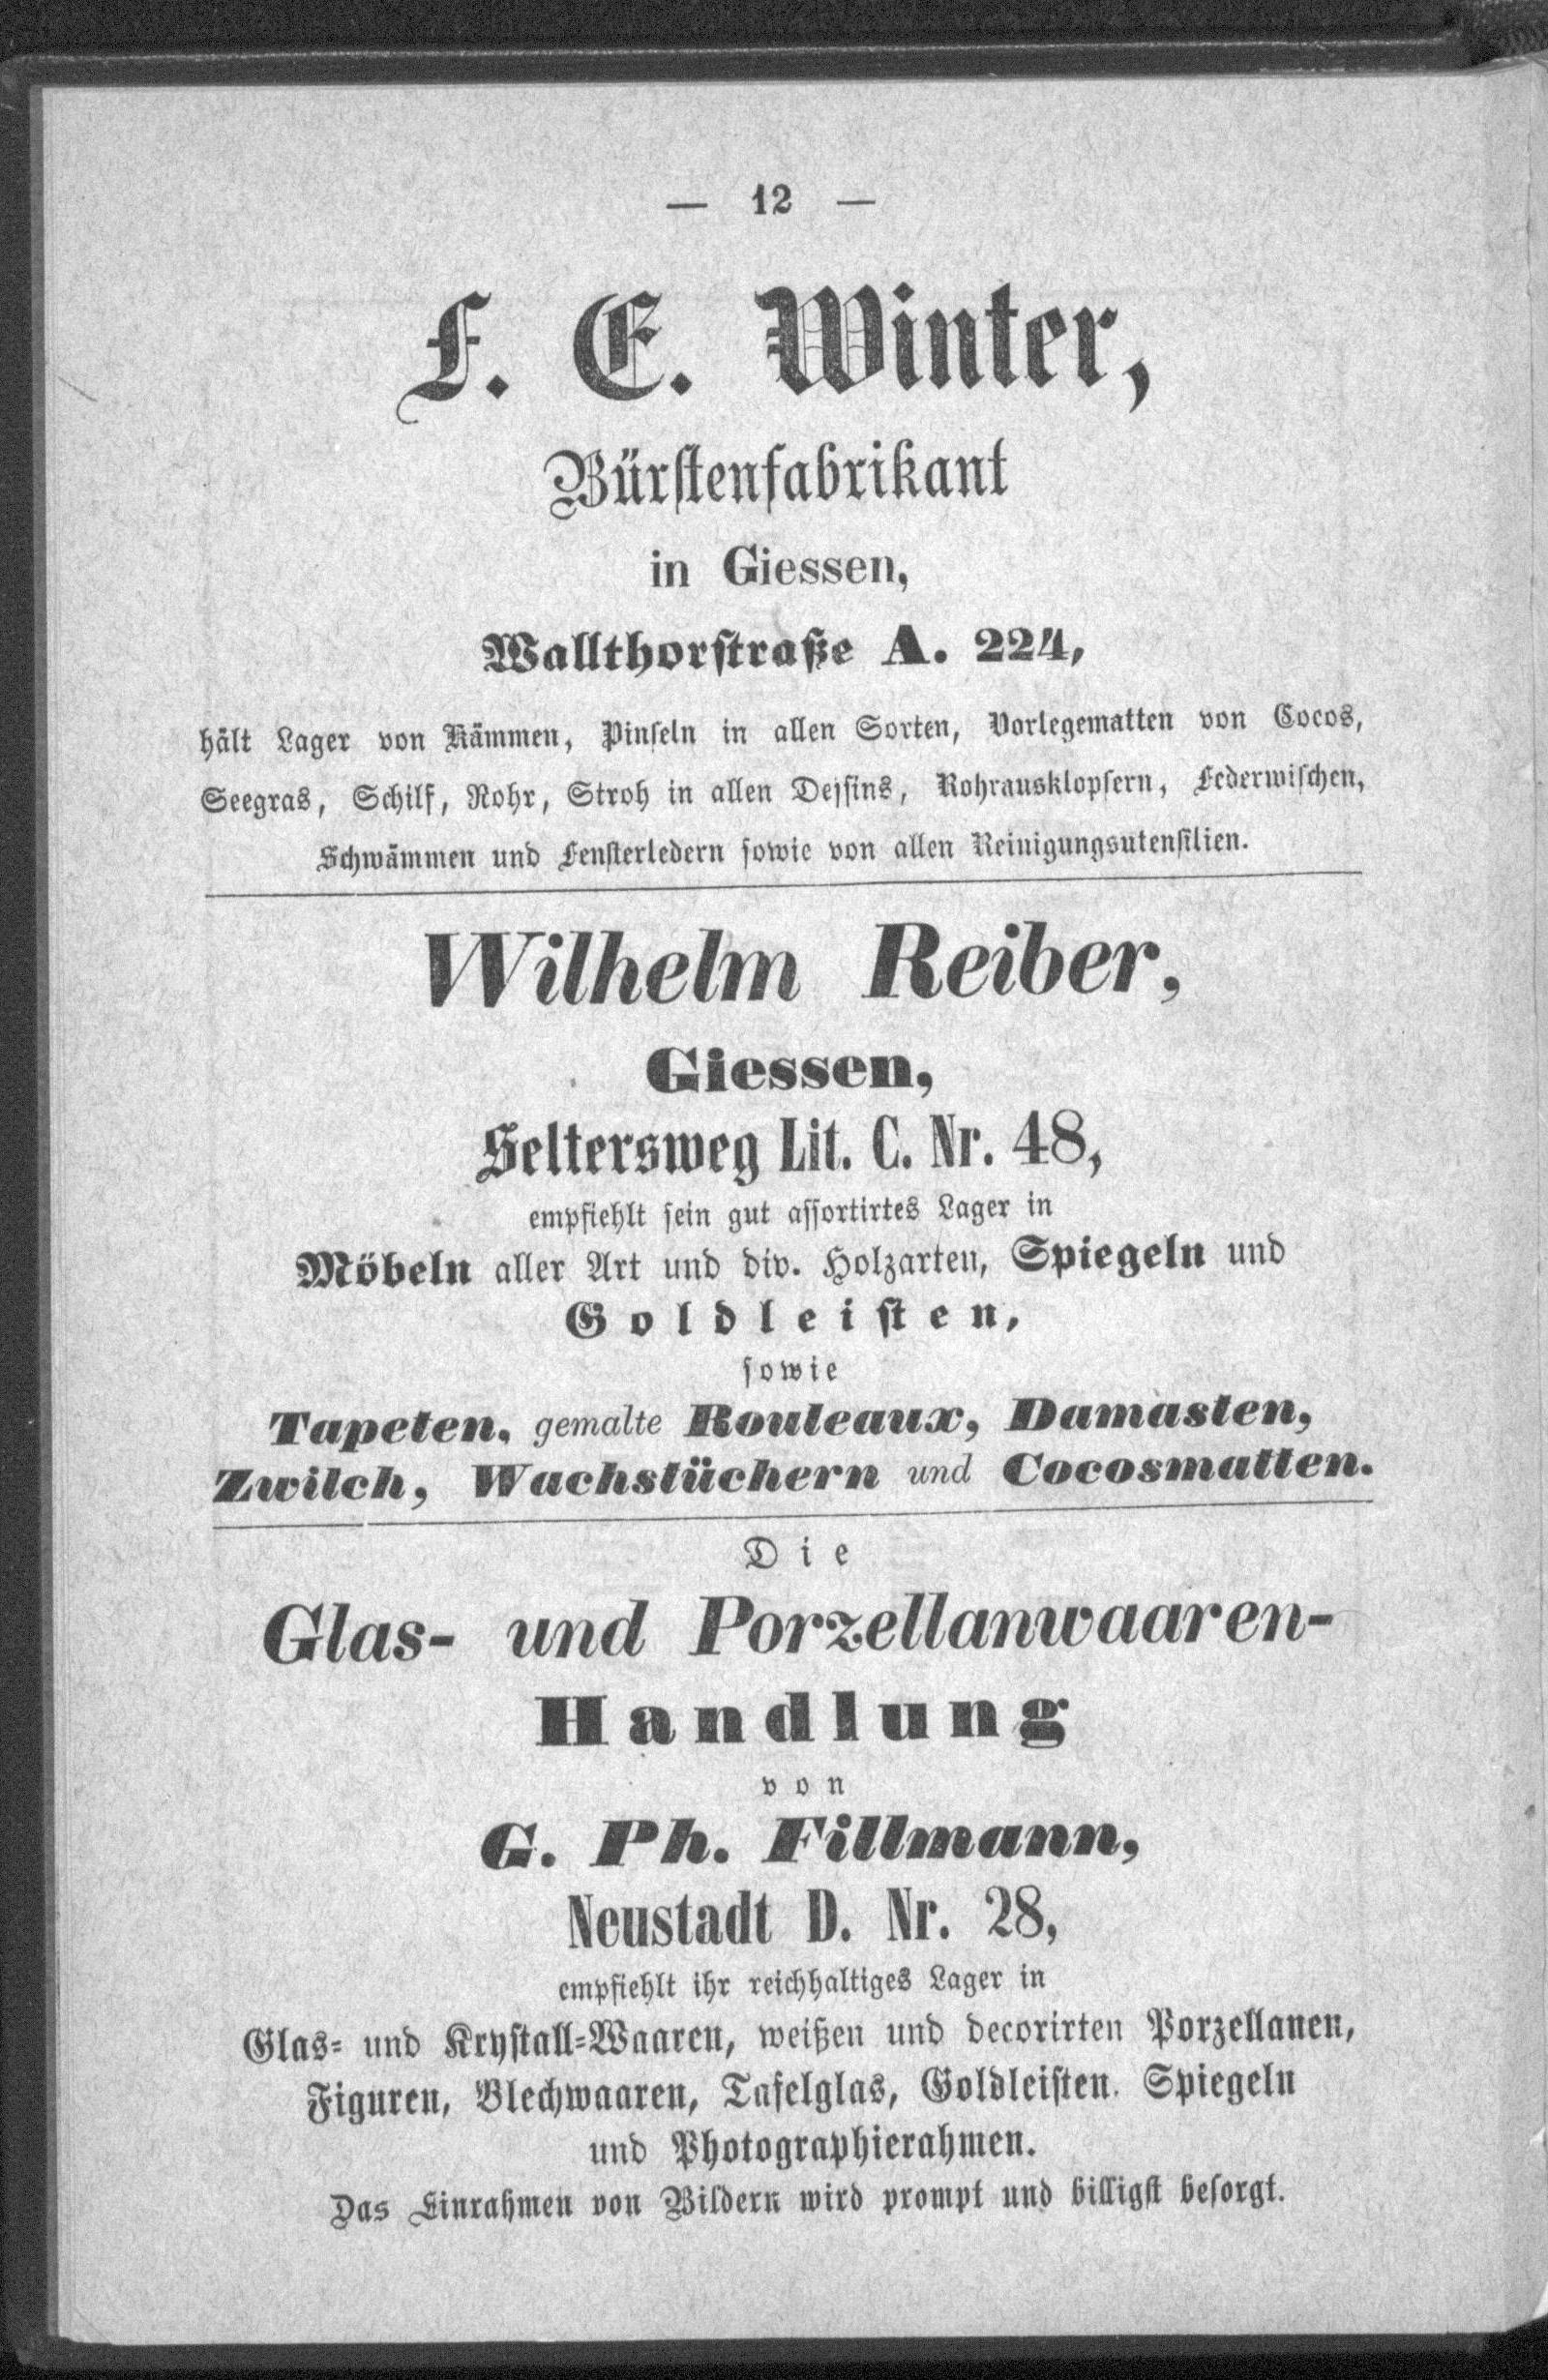 — 12 —
F. E. Winter,
Bürstenfabrikant
in Giessen,
Wallthorstraße A. 224,
hält Lager von Kämmen, Pinseln in allen Sorten, Vorlegematten von Cocos,
Seegras, Schilf, Rohr, Stroh in allen Dessins, Rohrausklopfern, Federwischen,
Schwämmen und Fensterledern sowie von allen Reinigungsutensilien.
Wilhelm Reiber,
Giessen,
Seltersweg Lit. C. Nr. 48,
empfiehlt sein gut assortirtes Lager in
Möbeln aller Art und div. Holzarten, Spiegeln und
Goldleisten,
sowie
Tapeten, gemalte Rouleaux, Damasten,
Zwilch, Wachstüchern und Cocosmatten.
Die
Glas- und Porzellanwaaren-
Handlung
von
G. Ph. Fillmann,
Neustadt D. Nr. 28,
empfiehlt ihr reichhaltiges Lager in
Glas- und Krystall-Waaren, weißen und decorirten Porzellanen,
Figuren, Blechwaaren, Tafelglas, Goldleisten. Spiegeln
und Photographierahmen.
Das Einrahmen von Bildern wird prompt und billigst besorgt.